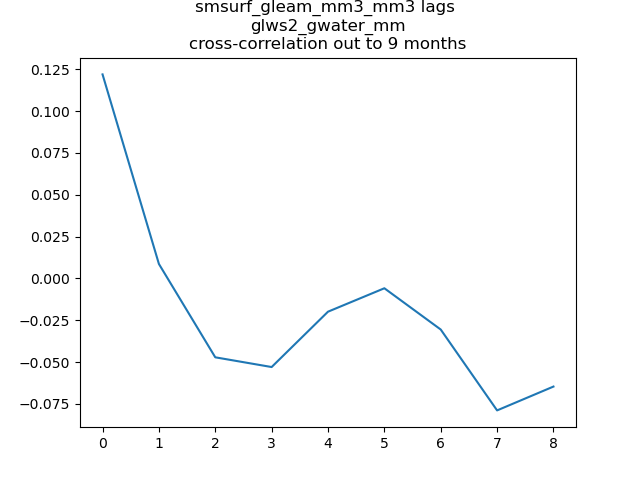 smsurf_gleam_mm3_mm3 lags
glws2_gwater_mm
cross-correlation out to 9 months
0.125
0.100
0.075
0.050
0.025
0.000
−0.025
−0.050
−0.075
0 1 2 3 4 5 6 7 8